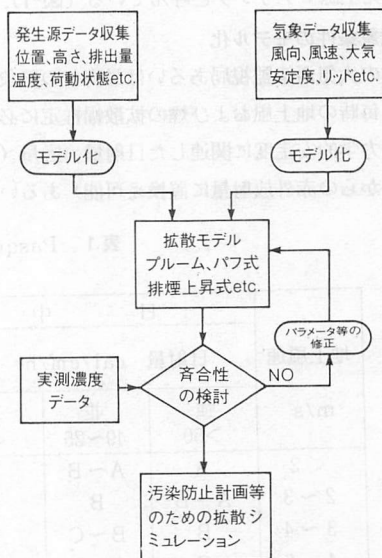 発生源データ収集
位置、高さ、排出量
温度、荷動状態etc.
気象データ収集
風向、風速、大気
安定度、リッドetc.
モデル化
モデル化
拡散モデル
プルーム、パフ式
排煙上昇式etc.
パラメータ等の
修正
実測濃度
データ
斉合性
の検討
NO
汚染防止計画等
のための拡散シ
ミュレーション